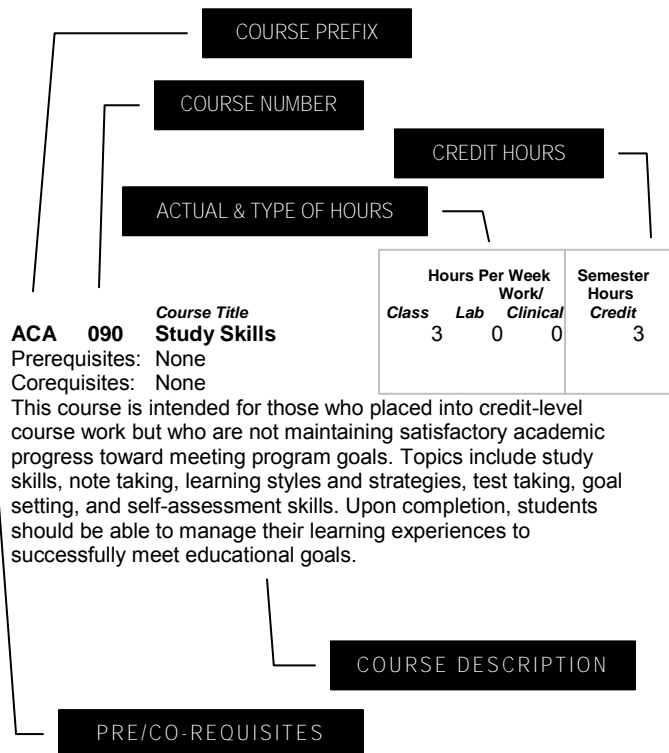 COURSE PREFIX
COURSE NUMBER
CREDIT HOURS
ACTUAL & TYPE OF HOURS
Hours Per Week Semester
Work/ Hours
Course Title Class Lab Clinical Credit
ACA 090 Study Skills 3 0 0 3
Prerequisites: None
Corequisites: None
This course is intended for those who placed into credit-level
course work but who are not maintaining satisfactory academic
progress toward meeting program goals. Topics include study
skills, note taking, learning styles and strategies, test taking, goal
setting, and self-assessment skills. Upon completion, students
should be able to manage their learning experiences to
successfully meet educational goals.
COURSE DESCRIPTION
PRE/CO-REQUISITES